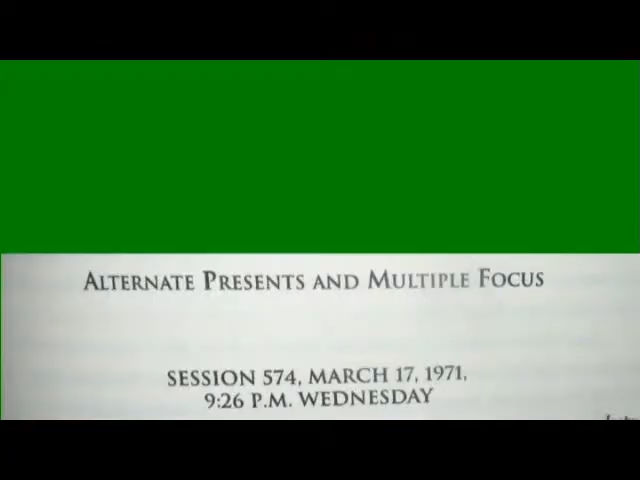 ALTERNATE PRESENTS AND MULTIPLE FOCUS
SESSION 574, MARCH 17, 1971,
9:26 P.M. WEDNESDAY